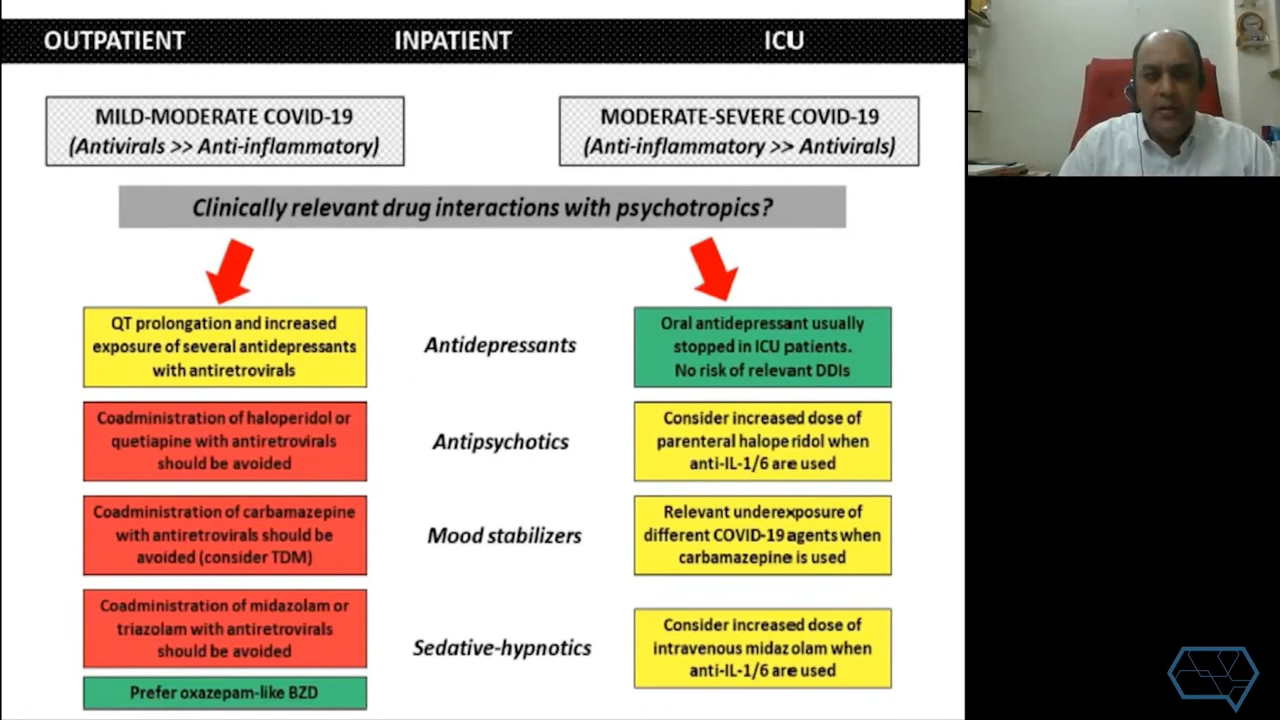 OUTPATIENT INPATIENT ICU
MILD-MODERATE COVID-19
(Antivirals >> Anti-inflammatory)
MODERATE-SEVERE COVID-19
(Anti-inflammatory >> Antivirals)
Clinically relevant drug interactions with psychotropics?
QT prolongation and increased
exposure of several antidepressants
with antiretrovirals
Antidepressants
Oral antidepressant usually
stopped in ICU patients.
No risk of relevant DDIs
Coadministration of haloperidol or
quetiapine with antiretrovirals
should be avoided
Antipsychotics
Consider increased dose of
parenteral haloperidol when
anti-IL-1/6 are used
Coadministration of carbamazepine
with antiretrovirals should be
avoided (consider TDM)
Mood stabilizers
Relevant underexposure of
different COVID-19 agents when
carbamazepine is used
Coadministration of midazolam or
triazolam with antiretrovirals
should be avoided
Sedative-hypnotics
Consider increased dose of
intravenous midazolam when
anti-IL-1/6 are used
Prefer oxazepam-like BZD